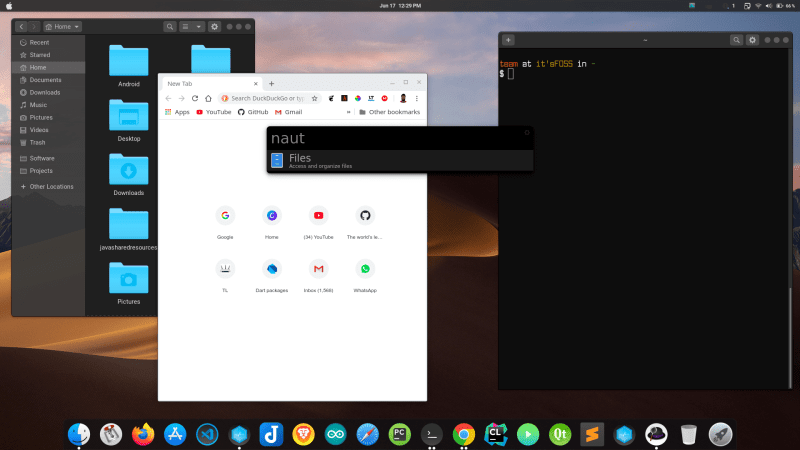 Jun 17 12:29 PM
66 %
Home
Recent
Starred
Home
Documents
Downloads
Music
Pictures
Videos
Trash
Software
Projects
+ Other Locations
Android
Desktop
Downloads
javasharedresources
Pictures
New Tab
Search DuckDuckGo or typ
Apps
YouTube
GitHub
Gmail
Other bookmarks
Google
Home
(34) YouTube
The world's le...
TL
Dart packages
Inbox (1,568)
WhatsApp
naut
Files
Access and organize files
~
team at it'sFOSS in ~
$
PC
CL
Qt